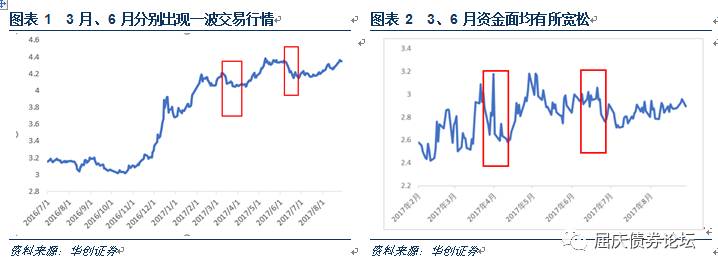 图表 1 3 月、6 月分别出现一波交易行情
4.6
4.4
4.2
4
3.8
3.6
3.4
3.2
3
2.8
2016/7/1
2016/8/1
2016/9/1
2016/10/1
2016/11/1
2016/12/1
2017/1/1
2017/2/1
2017/3/1
2017/4/1
2017/5/1
2017/6/1
2017/7/1
2017/8/1
资料来源：华创证券
图表 2 3、6 月资金面均有所宽松
3.4
3.2
3
2.8
2.6
2.4
2.2
2017年2月
2017年3月
2017年4月
2017年5月
2017年6月
2017年7月
2017年8月
资料来源：华创证券
屈庆债券论坛